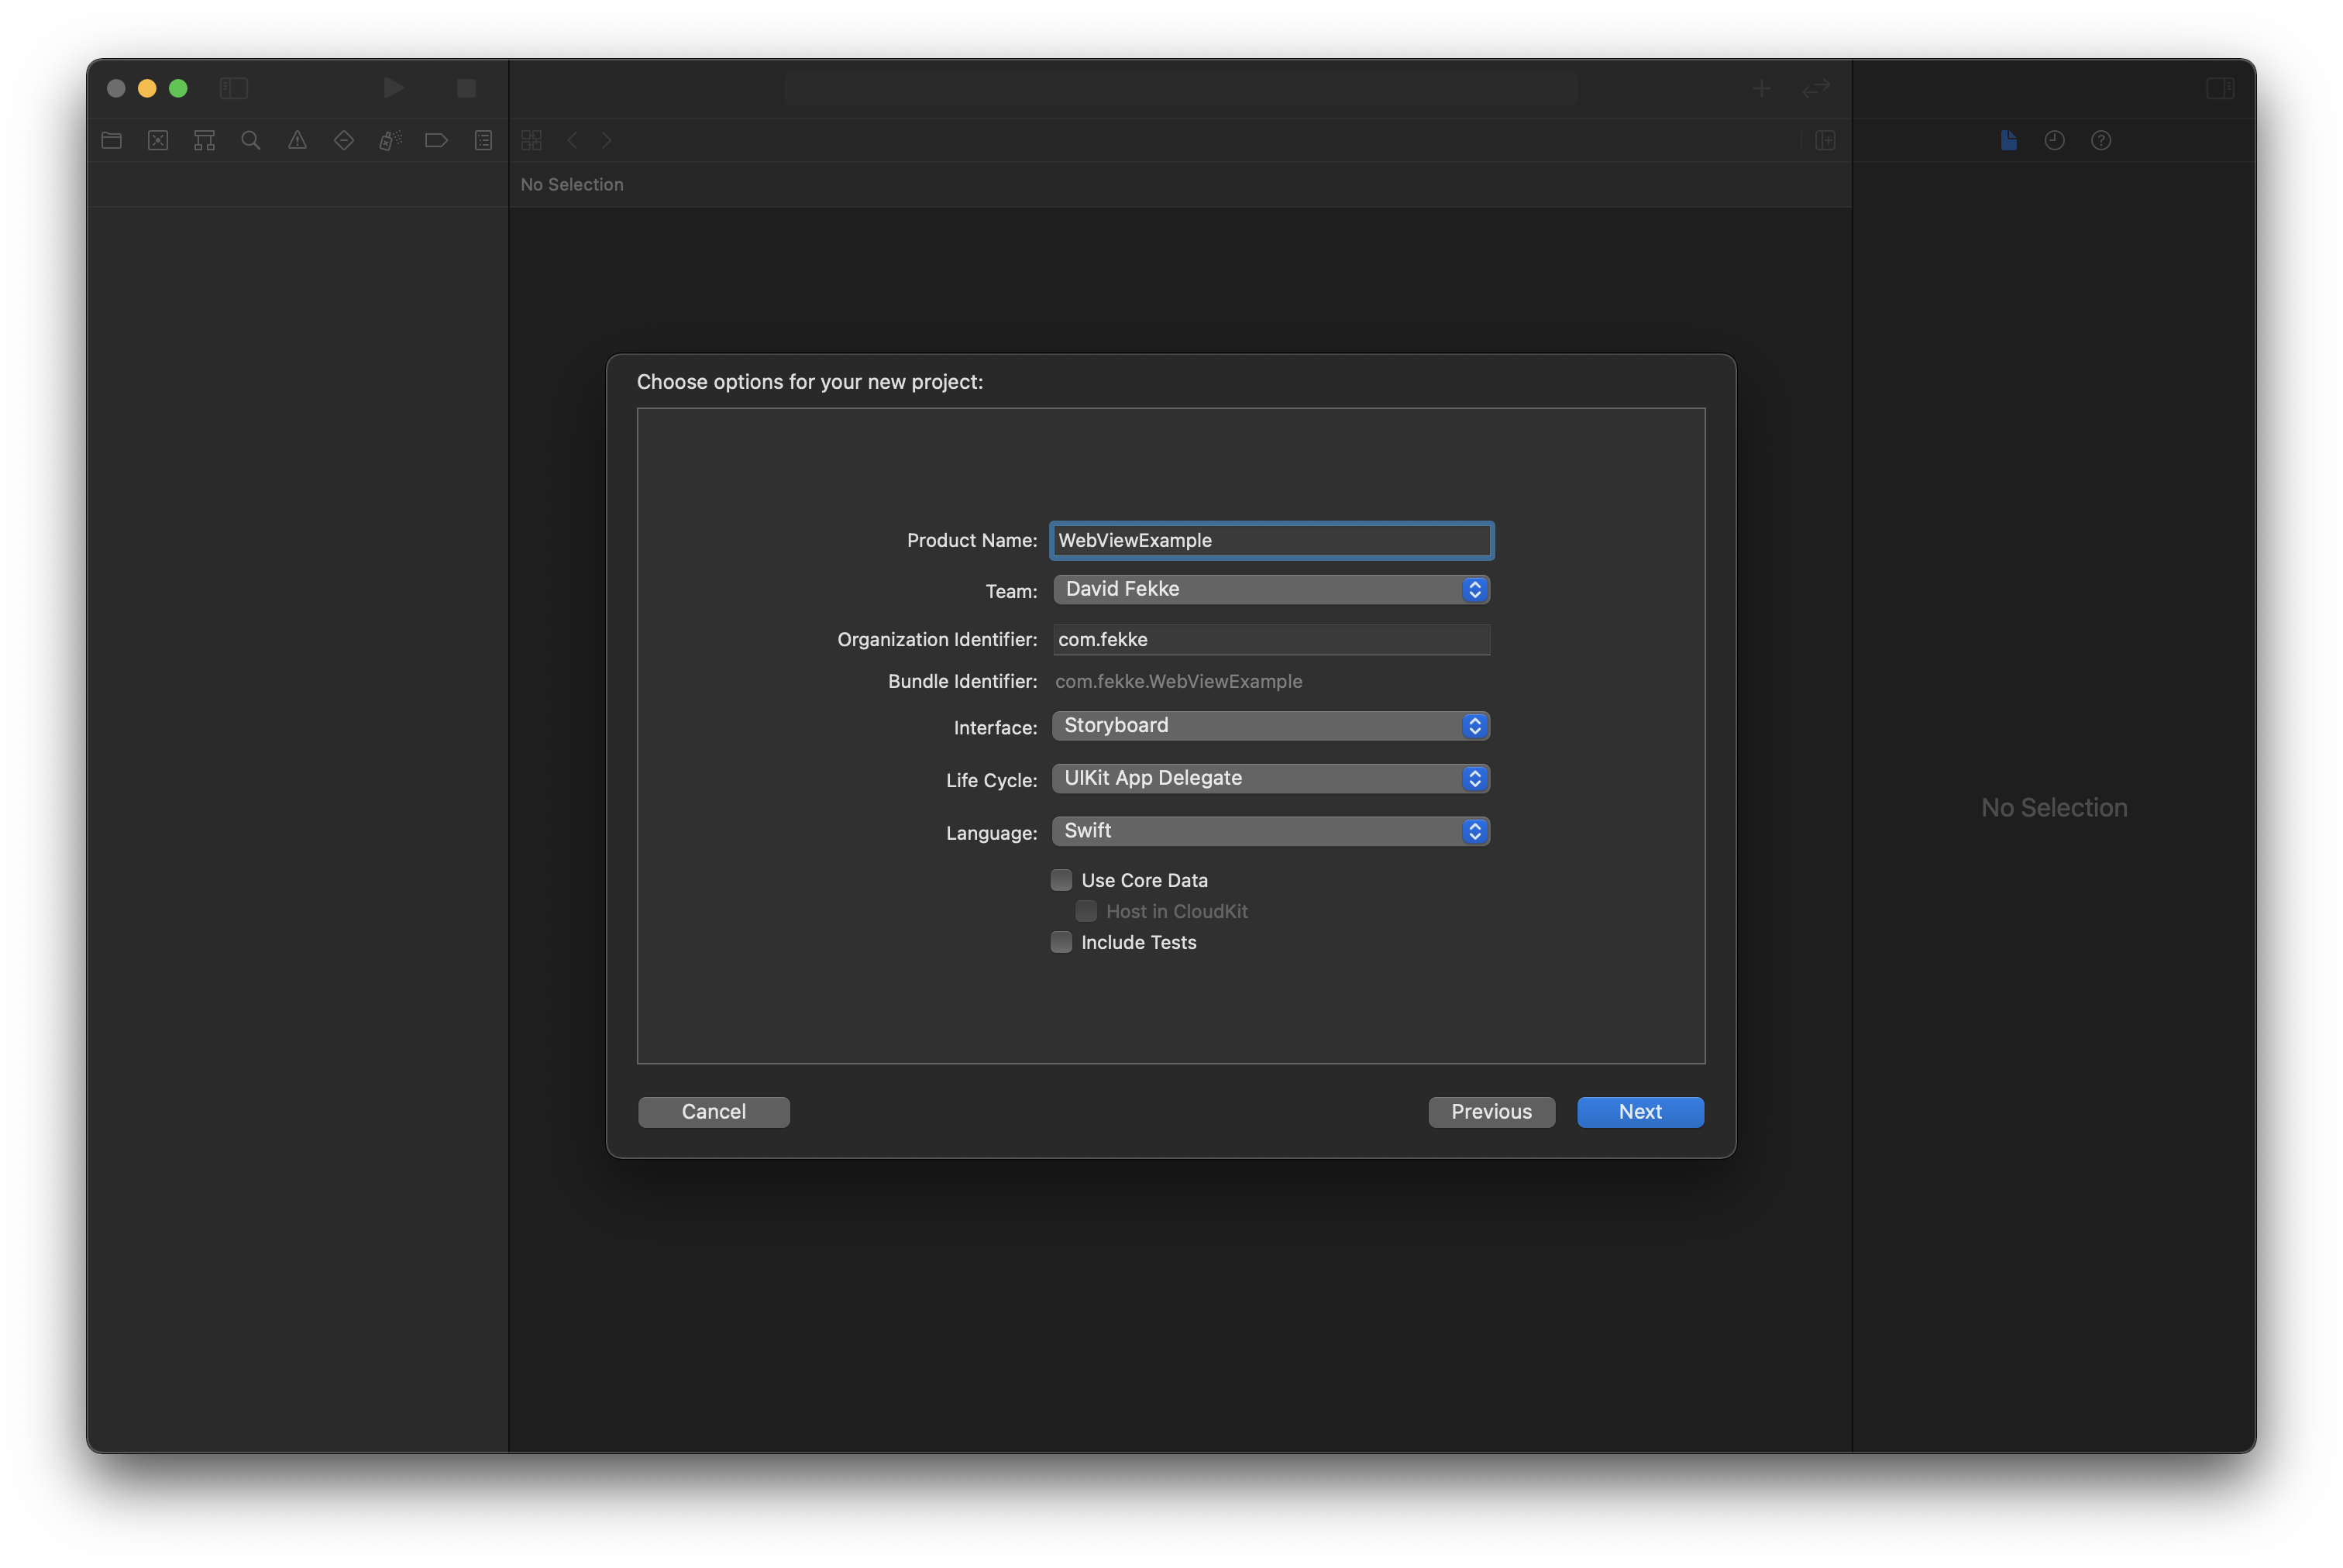 No Selection
Choose options for your new project:
Product Name: WebViewExample
Team: David Fekke
Organization Identifier: com.fekke
Bundle Identifier: com.fekke.WebViewExample
Interface: Storyboard
Life Cycle: UIKit App Delegate
Language: Swift
Use Core Data
Host in CloudKit
Include Tests
Cancel Previous Next
No Selection